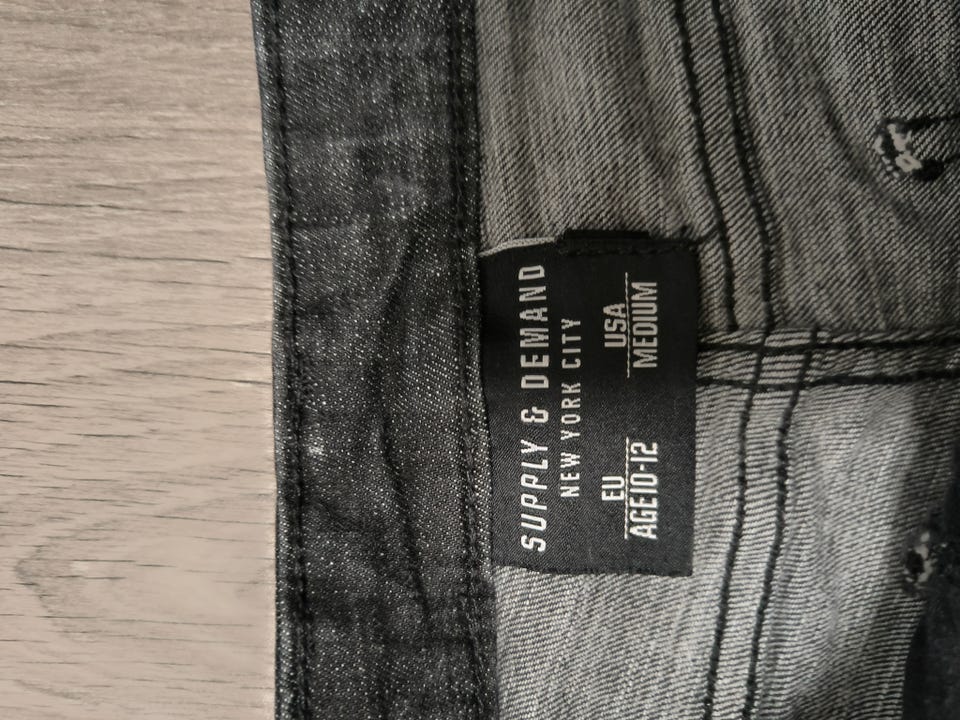 SUPPLY & DEMAND
NEW YORK CITY
EU USA
AGE10-12 MEDIUM